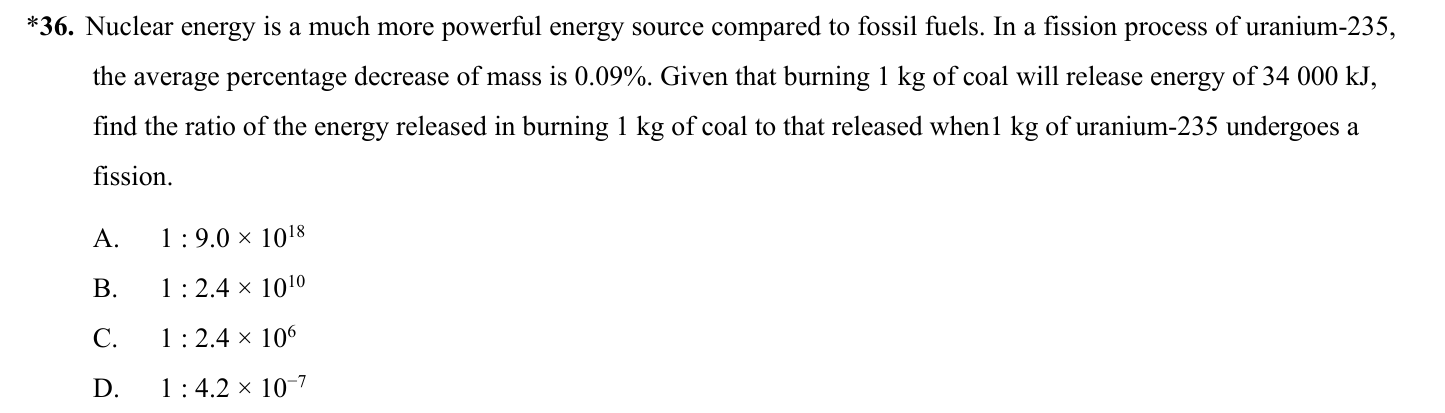 *36. Nuclear energy is a much more powerful energy source compared to fossil fuels. In a fission process of uranium-235,
the average percentage decrease of mass is 0.09%. Given that burning 1 kg of coal will release energy of 34 000 kJ,
find the ratio of the energy released in burning 1 kg of coal to that released when1 kg of uranium-235 undergoes a
fission.
A. 1 : 9.0 × 10¹⁸
B. 1 : 2.4 × 10¹⁰
C. 1 : 2.4 × 10⁶
D. 1 : 4.2 × 10⁻⁷